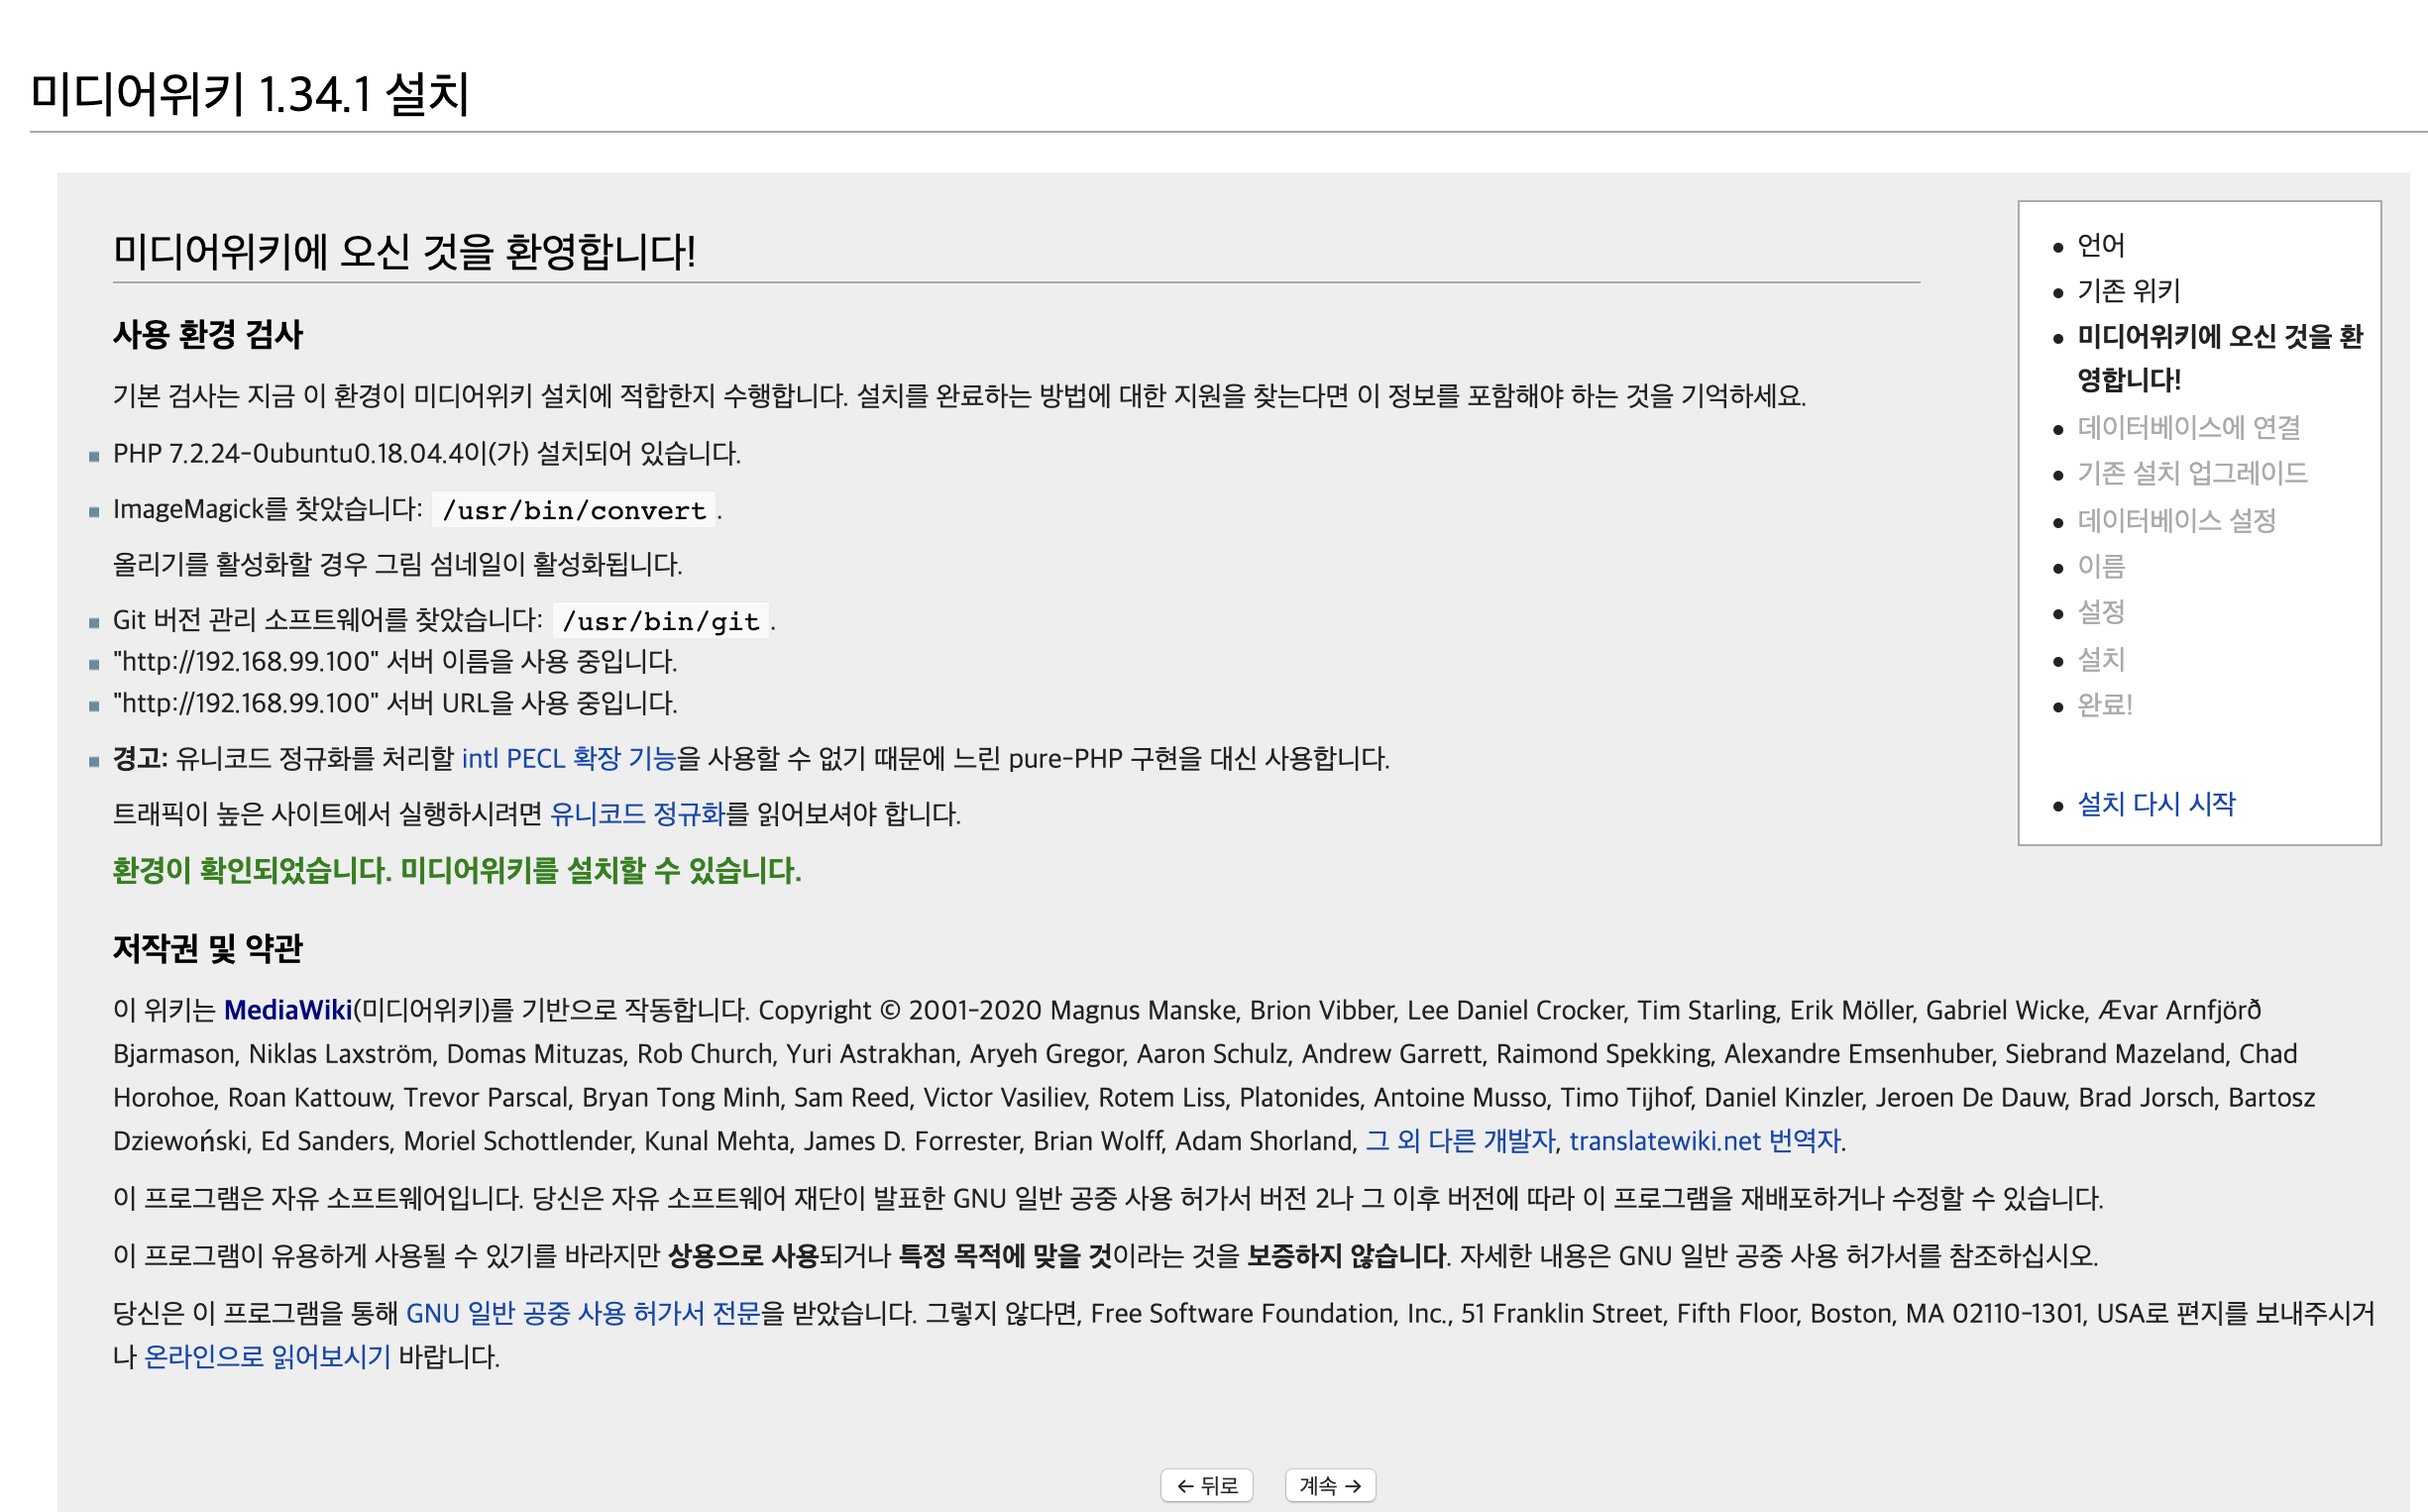 미디어위키 1.34.1 설치
미디어위키에 오신 것을 환영합니다!
사용 환경 검사
기본 검사는 지금 이 환경이 미디어위키 설치에 적합한지 수행합니다. 설치를 완료하는 방법에 대한 지원을 찾는다면 이 정보를 포함해야 하는 것을 기억하세요.
PHP 7.2.24-0ubuntu0.18.04.4이(가) 설치되어 있습니다.
ImageMagick를 찾았습니다: /usr/bin/convert.
올리기를 활성화할 경우 그림 섬네일이 활성화됩니다.
Git 버전 관리 소프트웨어를 찾았습니다: /usr/bin/git.
"http://192.168.99.100" 서버 이름을 사용 중입니다.
"http://192.168.99.100" 서버 URL을 사용 중입니다.
경고: 유니코드 정규화를 처리할 intl PECL 확장 기능을 사용할 수 없기 때문에 느린 pure-PHP 구현을 대신 사용합니다.
트래픽이 높은 사이트에서 실행하시려면 유니코드 정규화를 읽어보셔야 합니다.
환경이 확인되었습니다. 미디어위키를 설치할 수 있습니다.
저작권 및 약관
이 위키는 MediaWiki(미디어위키)를 기반으로 작동합니다. Copyright © 2001-2020 Magnus Manske, Brion Vibber, Lee Daniel Crocker, Tim Starling, Erik Möller, Gabriel Wicke, Ævar Arnfjörð
Bjarmason, Niklas Laxström, Domas Mituzas, Rob Church, Yuri Astrakhan, Aryeh Gregor, Aaron Schulz, Andrew Garrett, Raimond Spekking, Alexandre Emsenhuber, Siebrand Mazeland, Chad
Horohoe, Roan Kattouw, Trevor Parscal, Bryan Tong Minh, Sam Reed, Victor Vasiliev, Rotem Liss, Platonides, Antoine Musso, Timo Tijhof, Daniel Kinzler, Jeroen De Dauw, Brad Jorsch, Bartosz
Dziewoński, Ed Sanders, Moriel Schottlender, Kunal Mehta, James D. Forrester, Brian Wolff, Adam Shorland, 그 외 다른 개발자, translatewiki.net 번역자.
이 프로그램은 자유 소프트웨어입니다. 당신은 자유 소프트웨어 재단이 발표한 GNU 일반 공중 사용 허가서 버전 2나 그 이후 버전에 따라 이 프로그램을 재배포하거나 수정할 수 있습니다.
이 프로그램이 유용하게 사용될 수 있기를 바라지만 상용으로 사용되거나 특정 목적에 맞을 것이라는 것을 보증하지 않습니다. 자세한 내용은 GNU 일반 공중 사용 허가서를 참조하십시오.
당신은 이 프로그램을 통해 GNU 일반 공중 사용 허가서 전문을 받았습니다. 그렇지 않다면, Free Software Foundation, Inc., 51 Franklin Street, Fifth Floor, Boston, MA 02110-1301, USA로 편지를 보내주시거
나 온라인으로 읽어보시기 바랍니다.
← 뒤로
계속 →
언어
기존 위키
미디어위키에 오신 것을 환
영합니다!
데이터베이스에 연결
기존 설치 업그레이드
데이터베이스 설정
이름
설정
설치
완료!
설치 다시 시작